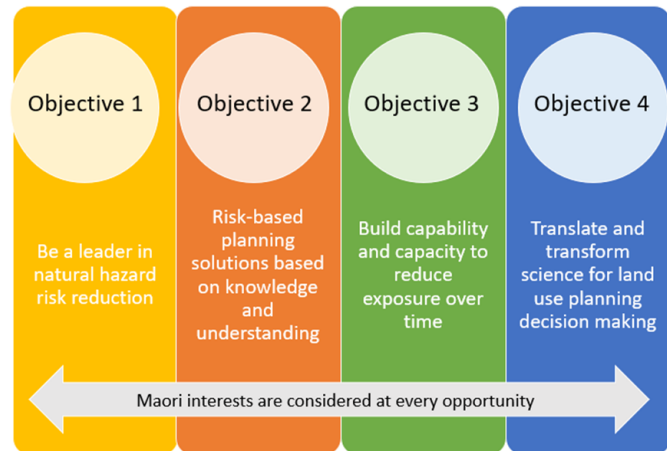 Objective 1
Objective 2
Objective 3
Objective 4
Be a leader in
natural hazard
risk reduction
Risk-based
planning
solutions based
on knowledge
and
understanding
Build capability
and capacity to
reduce
exposure over
time
Translate and
transform
science for land
use planning
decision making
Maori interests are considered at every opportunity